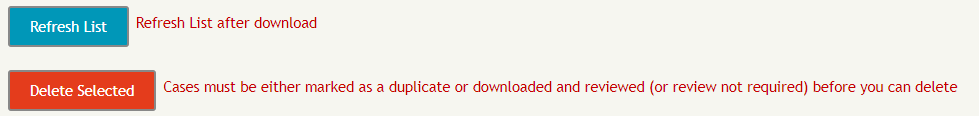 Refresh List Refresh List after download
Delete Selected Cases must be either marked as a duplicate or downloaded and reviewed (or review not required) before you can delete